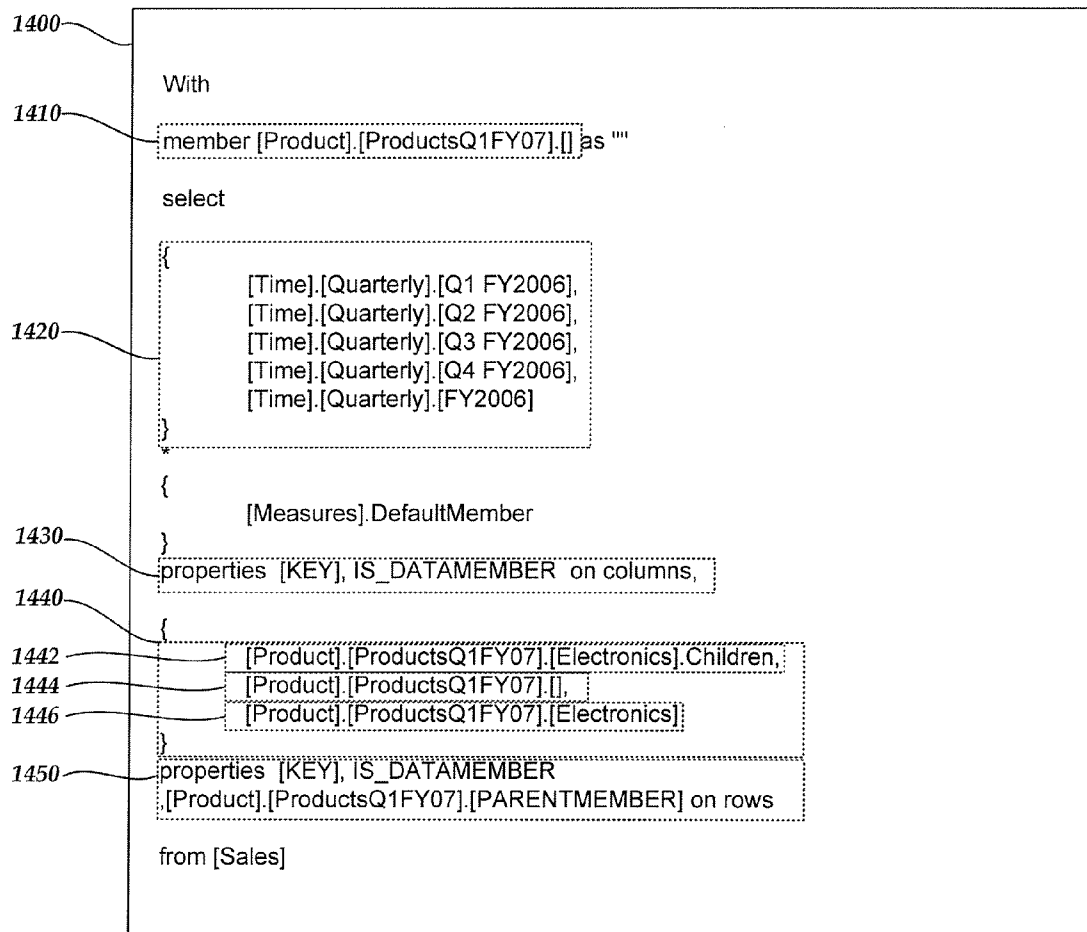 1400
With
1410
member [Product].[ProductsQ1FY07].[] as ""
select
{
[Time].[Quarterly].[Q1 FY2006],
[Time].[Quarterly].[Q2 FY2006],
1420
[Time].[Quarterly].[Q3 FY2006],
[Time].[Quarterly].[Q4 FY2006],
[Time].[Quarterly].[FY2006]
}
*
{
[Measures].DefaultMember
1430
}
properties [KEY], IS_DATAMEMBER on columns,
1440
{
1442
[Product].[ProductsQ1FY07].[Electronics].Children,
1444
[Product].[ProductsQ1FY07].[],
1446
[Product].[ProductsQ1FY07].[Electronics]
}
1450
properties [KEY], IS_DATAMEMBER
,[Product].[ProductsQ1FY07].[PARENTMEMBER] on rows
from [Sales]